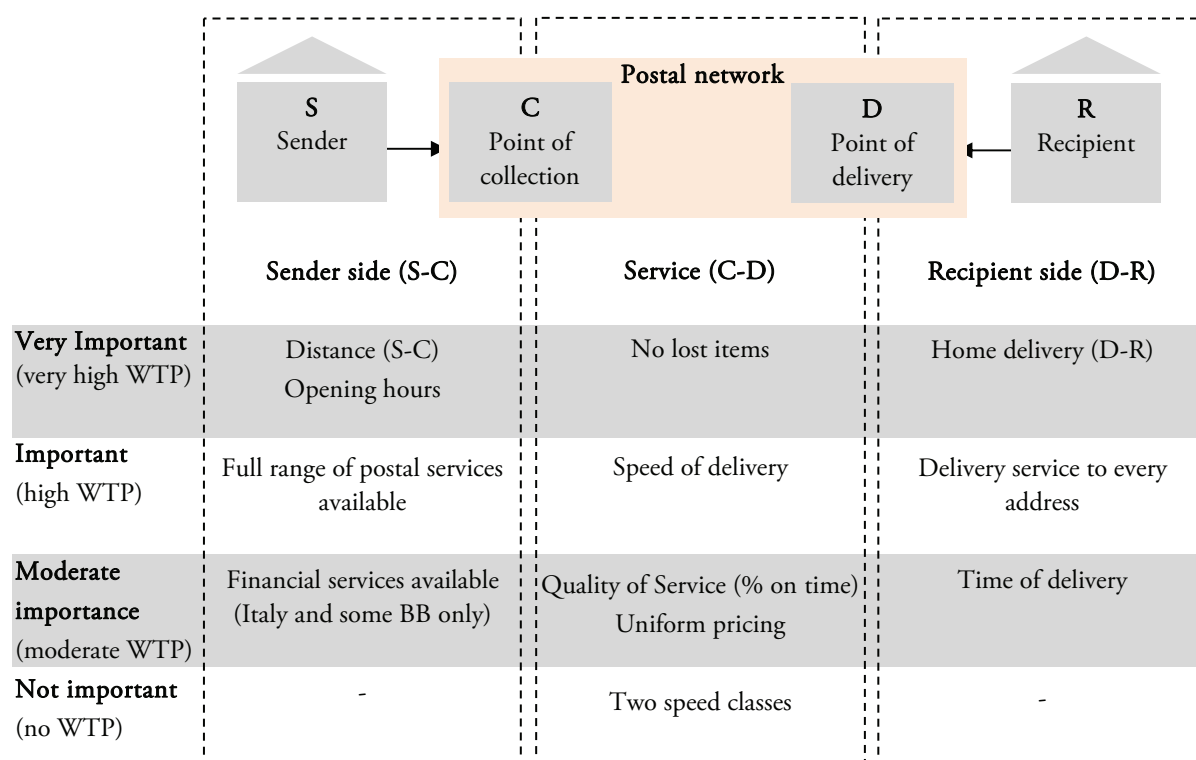 Postal network
S
Sender
C
Point of
collection
D
Point of
delivery
R
Recipient
Sender side (S-C)
Service (C-D)
Recipient side (D-R)
Very Important
(very high WTP)
Distance (S-C)
Opening hours
No lost items
Home delivery (D-R)
Important
(high WTP)
Full range of postal services
available
Speed of delivery
Delivery service to every
address
Moderate
importance
(moderate WTP)
Financial services available
(Italy and some BB only)
Quality of Service (% on time)
Uniform pricing
Time of delivery
Not important
(no WTP)
-
Two speed classes
-